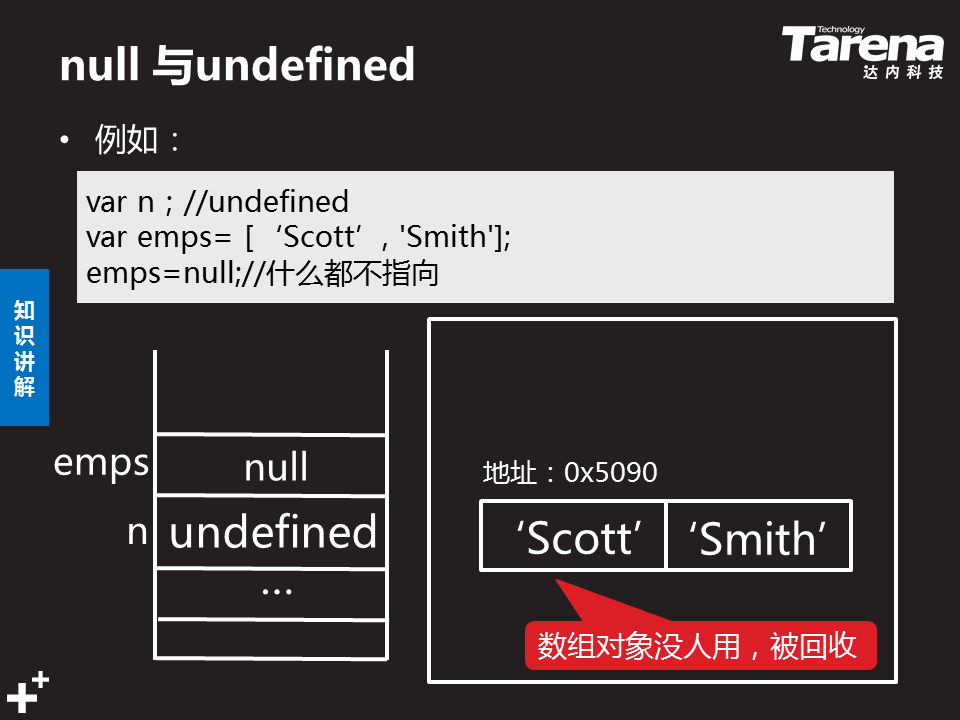 null 与undefined
Technology
Tarena
达内科技
• 例如：
var n ; //undefined
var emps= [‘Scott’, 'Smith'];
emps=null;//什么都不指向
知识讲解
emps
null
n
undefined
...
地址：0x5090
‘Scott’
‘Smith’
数组对象没人用，被回收